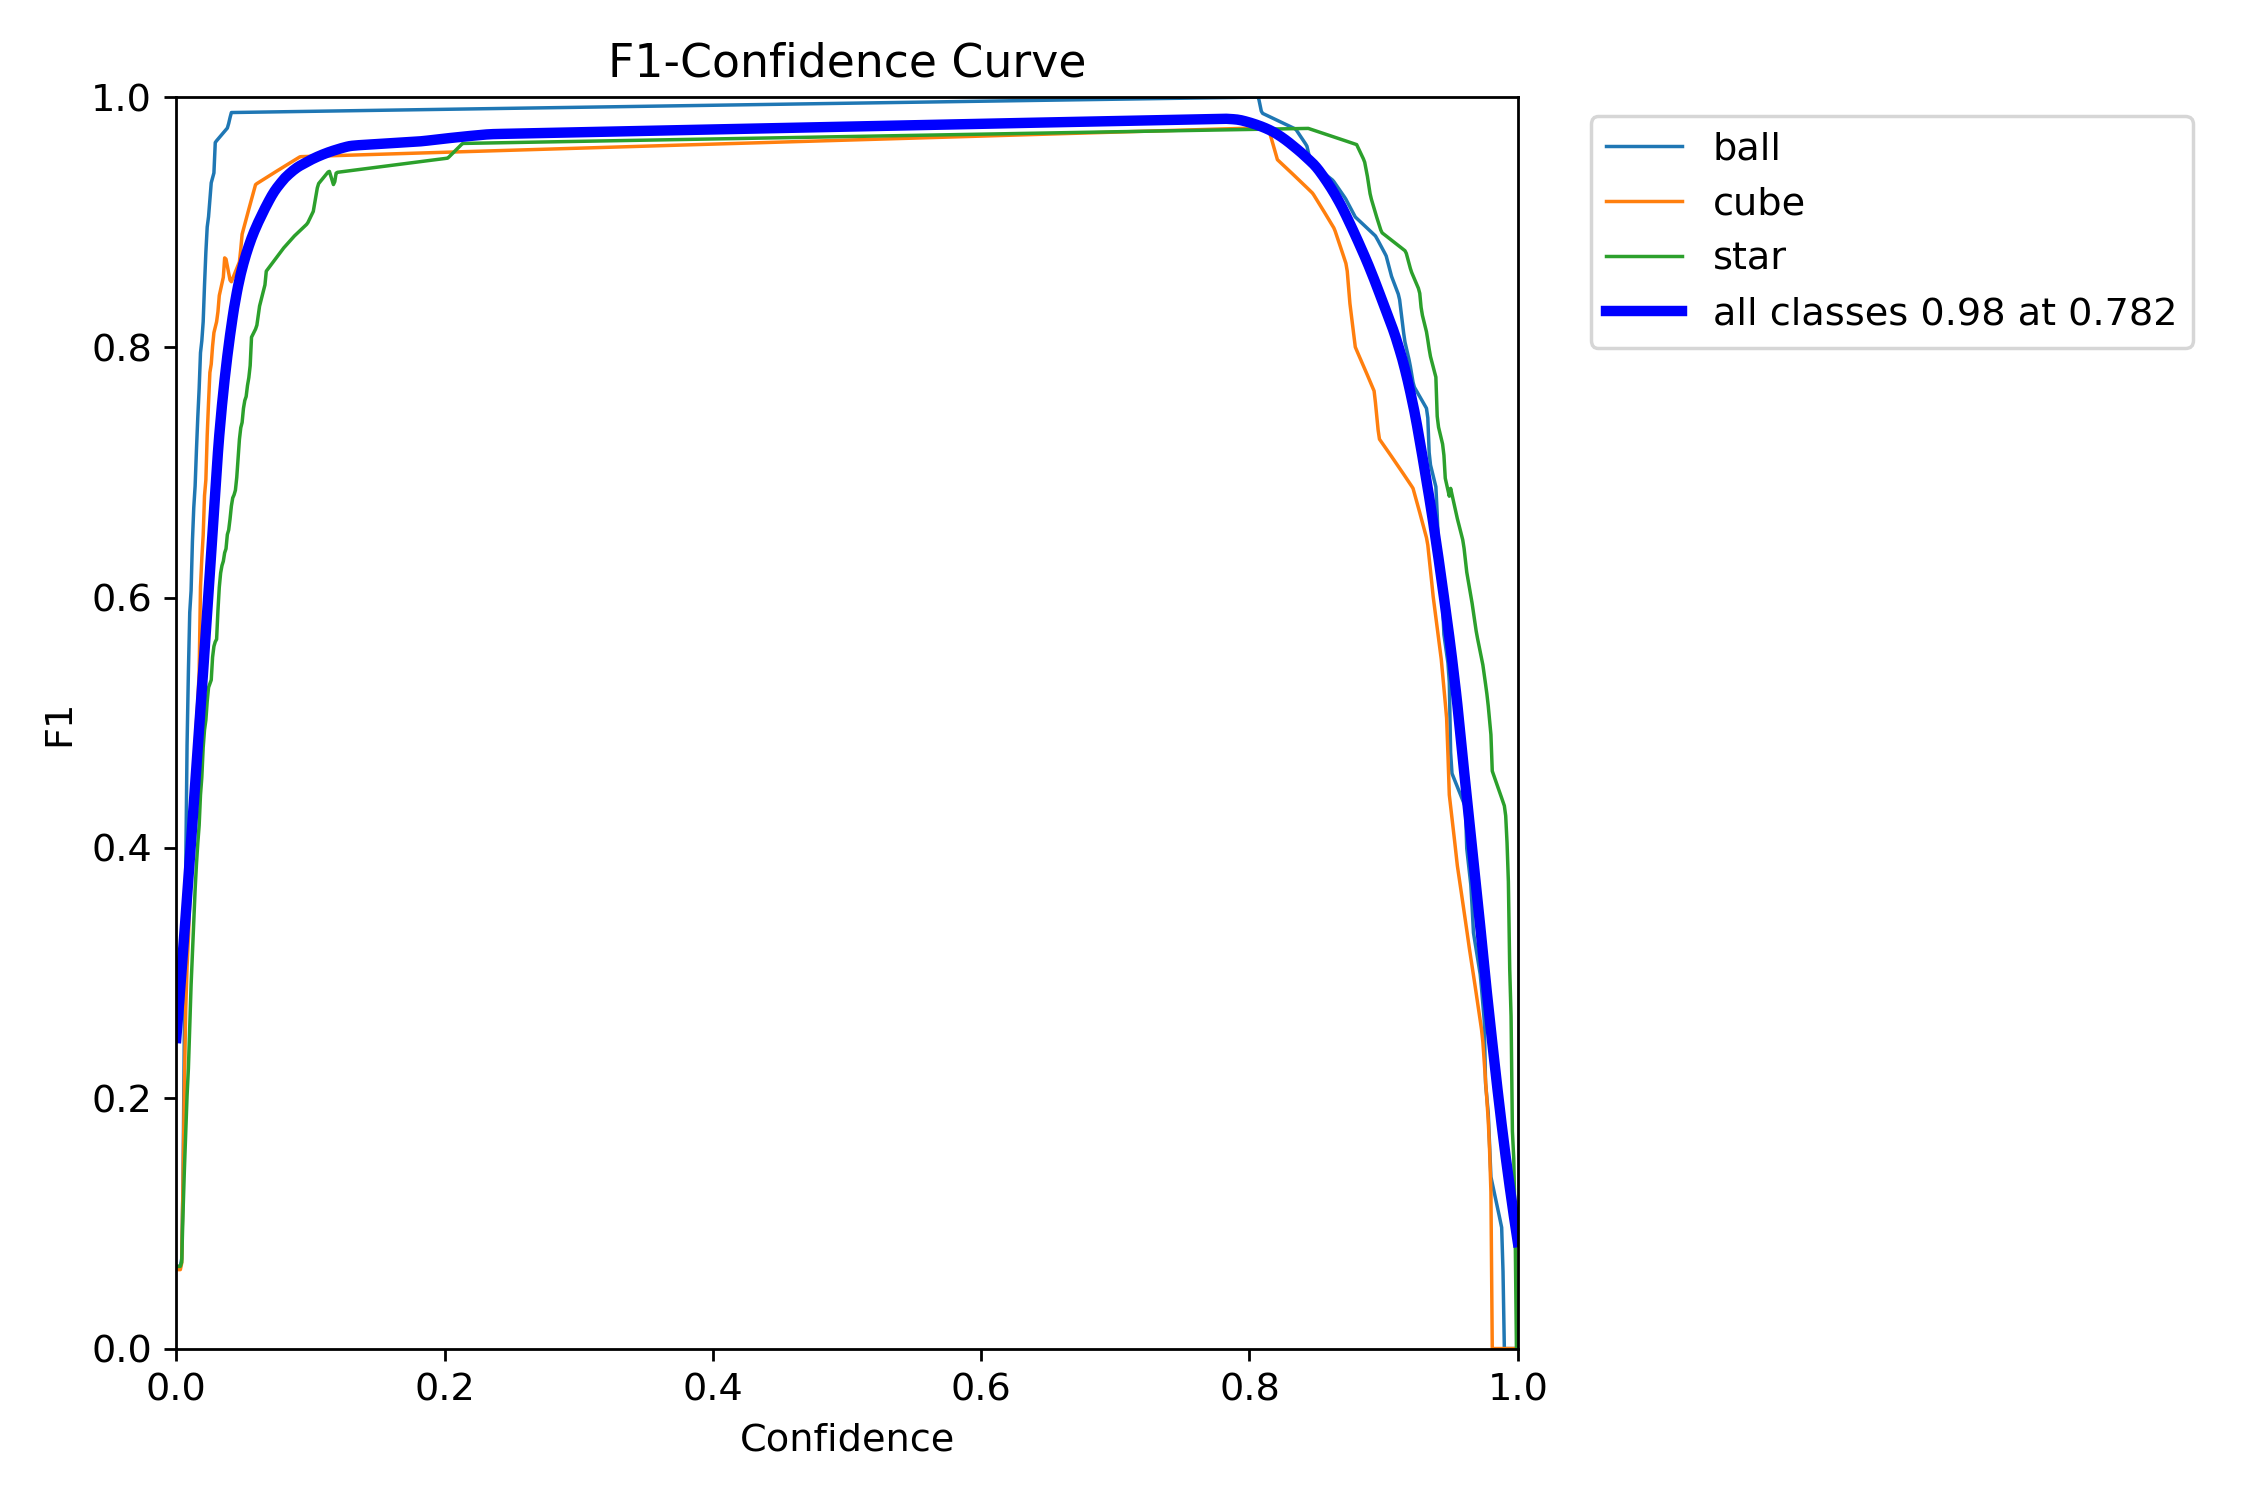 F1-Confidence Curve
1.0
0.8
0.6
0.4
0.2
0.0
F1
0.0 0.2 0.4 0.6 0.8 1.0
Confidence
ball
cube
star
all classes 0.98 at 0.782